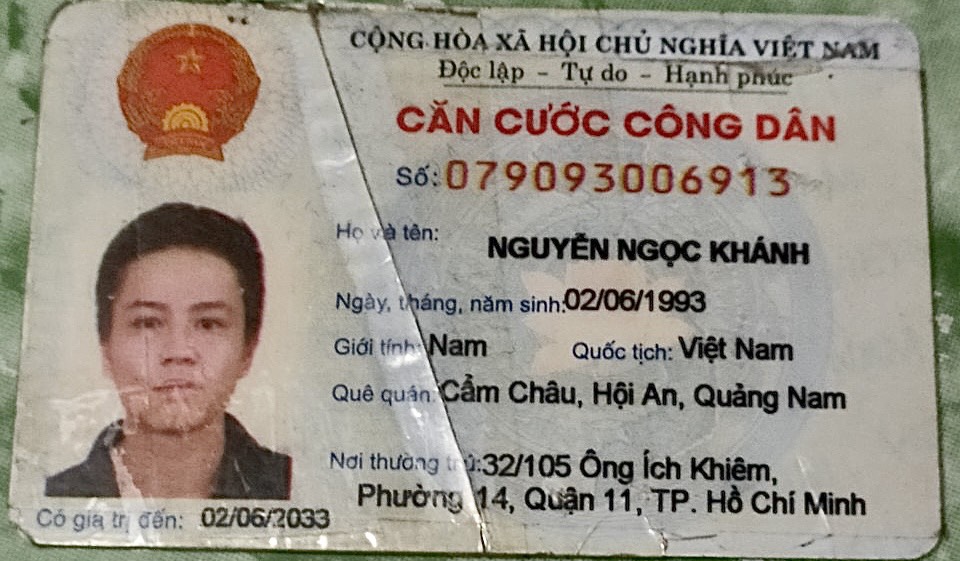 CỘNG HÒA XÃ HỘI CHỦ NGHĨA VIỆT NAM
Độc lập - Tự do - Hạnh phúc
CĂN CƯỚC CÔNG DÂN
Số: 079093006913
Họ và tên: NGUYỄN NGỌC KHÁNH
Ngày, tháng, năm sinh: 02/06/1993
Giới tính: Nam Quốc tịch: Việt Nam
Quê quán: Cẩm Châu, Hội An, Quảng Nam
Nơi thường trú: 32/105 Ông Ích Khiêm,
Phường 14, Quận 11, TP. Hồ Chí Minh
Có giá trị đến: 02/06/2033